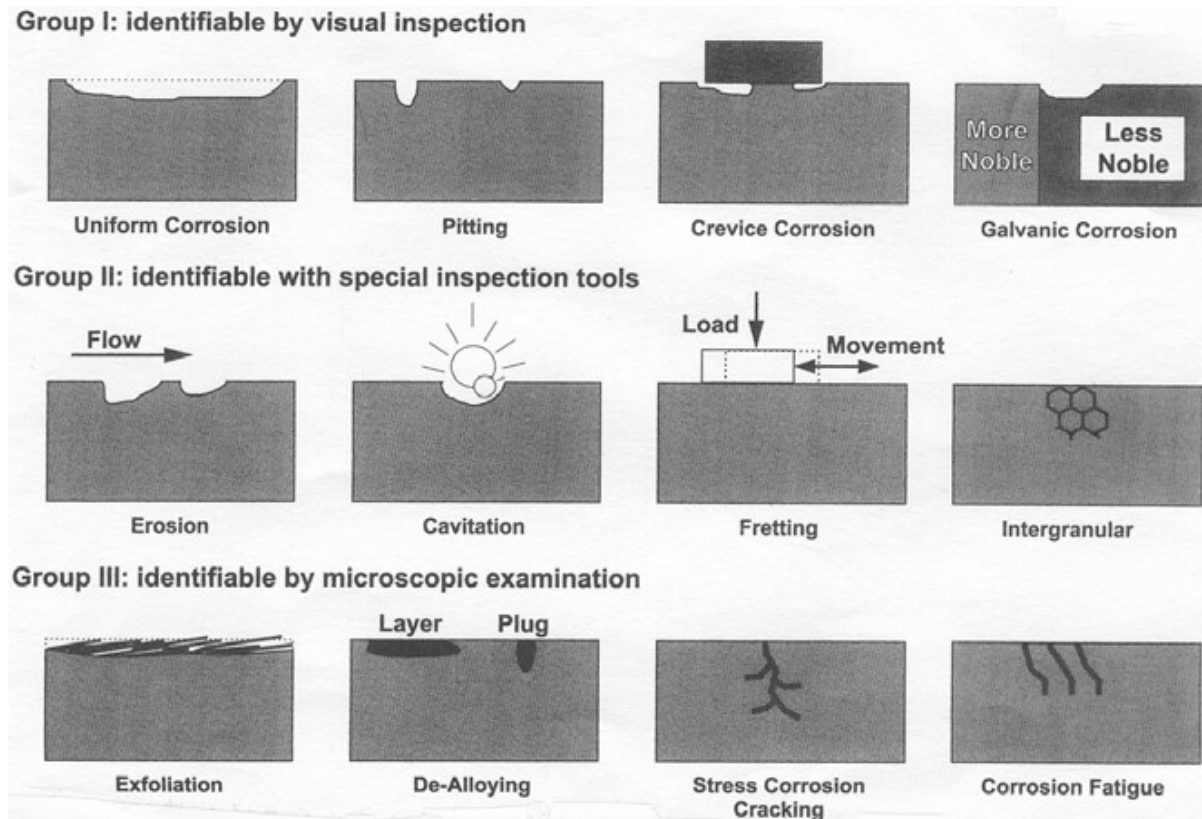 Group I: identifiable by visual inspection
More
Noble
Less
Noble
Uniform Corrosion
Pitting
Crevice Corrosion
Galvanic Corrosion
Group II: identifiable with special inspection tools
Flow
Load
Movement
Erosion
Cavitation
Fretting
Intergranular
Group III: identifiable by microscopic examination
Layer
Plug
Exfoliation
De-Alloying
Stress Corrosion
Cracking
Corrosion Fatigue